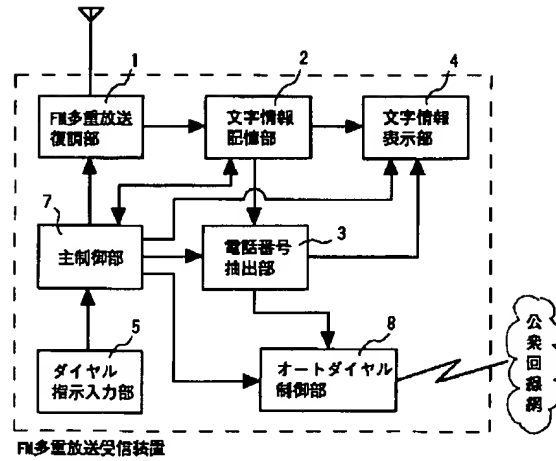 1
FM多重放送
復調部
2
文字情報
記憶部
4
文字情報
表示部
7
主制御部
3
電話番号
抽出部
5
ダイヤル
指示入力部
8
オートダイヤル
制御部
公衆回線網
FM多重放送受信装置